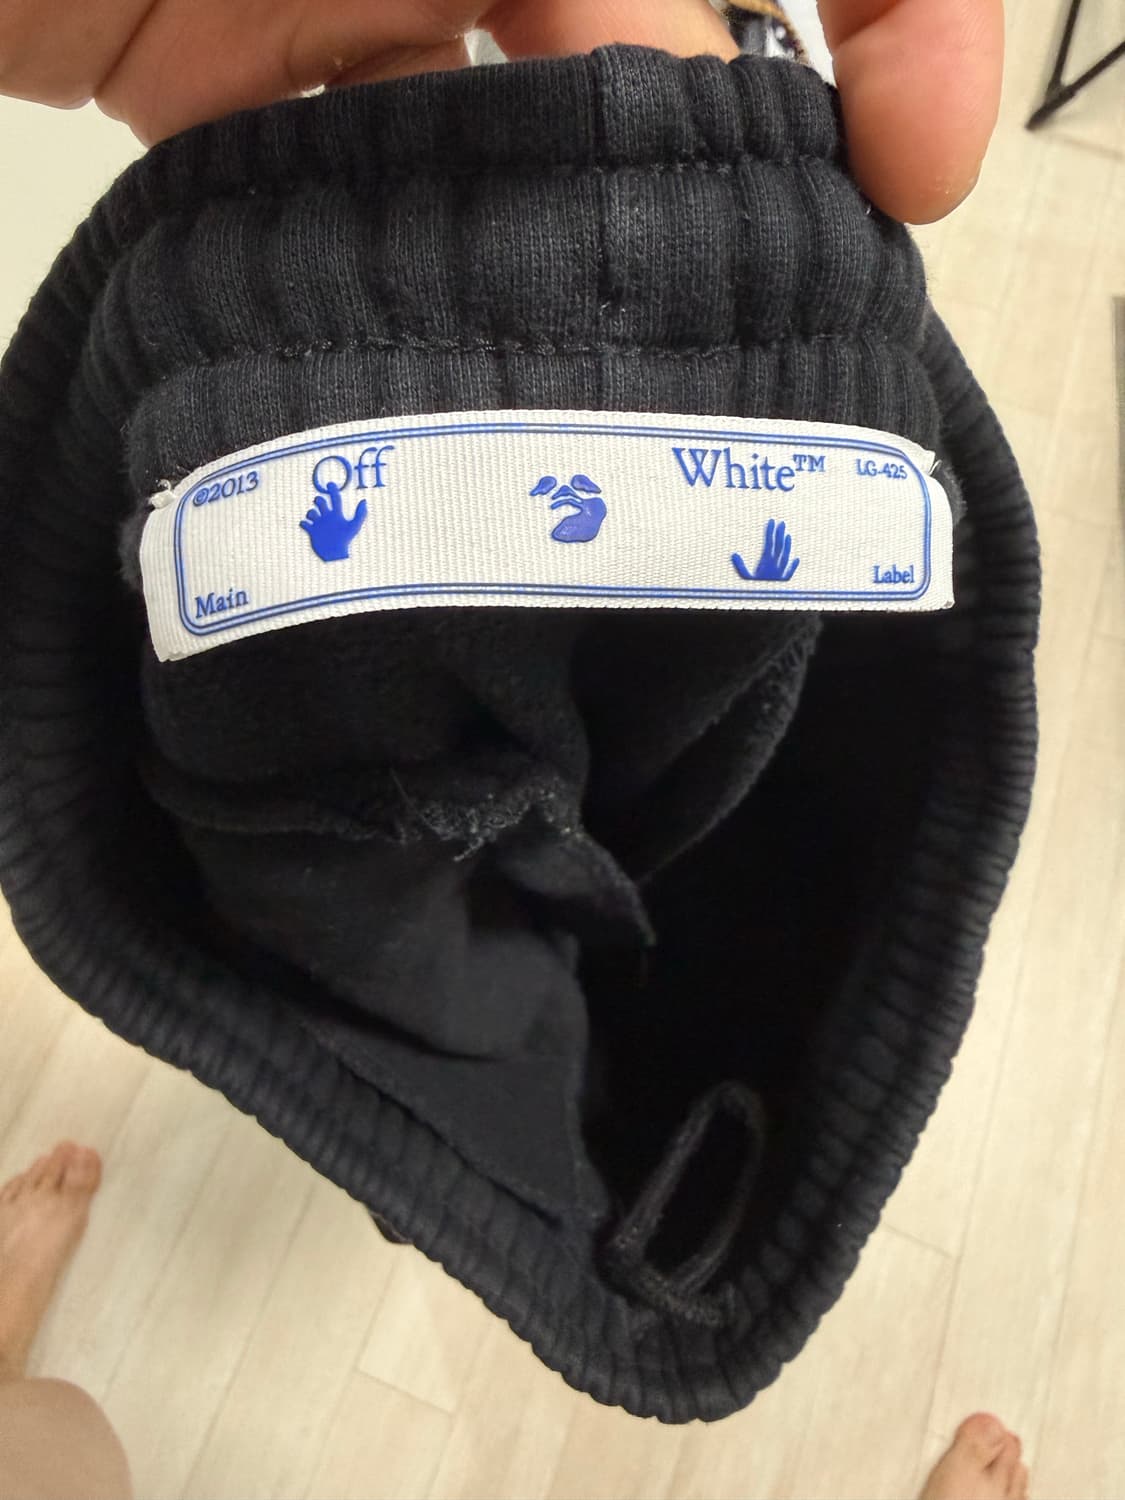 ©2013 Off White™ LG-425
Main Label